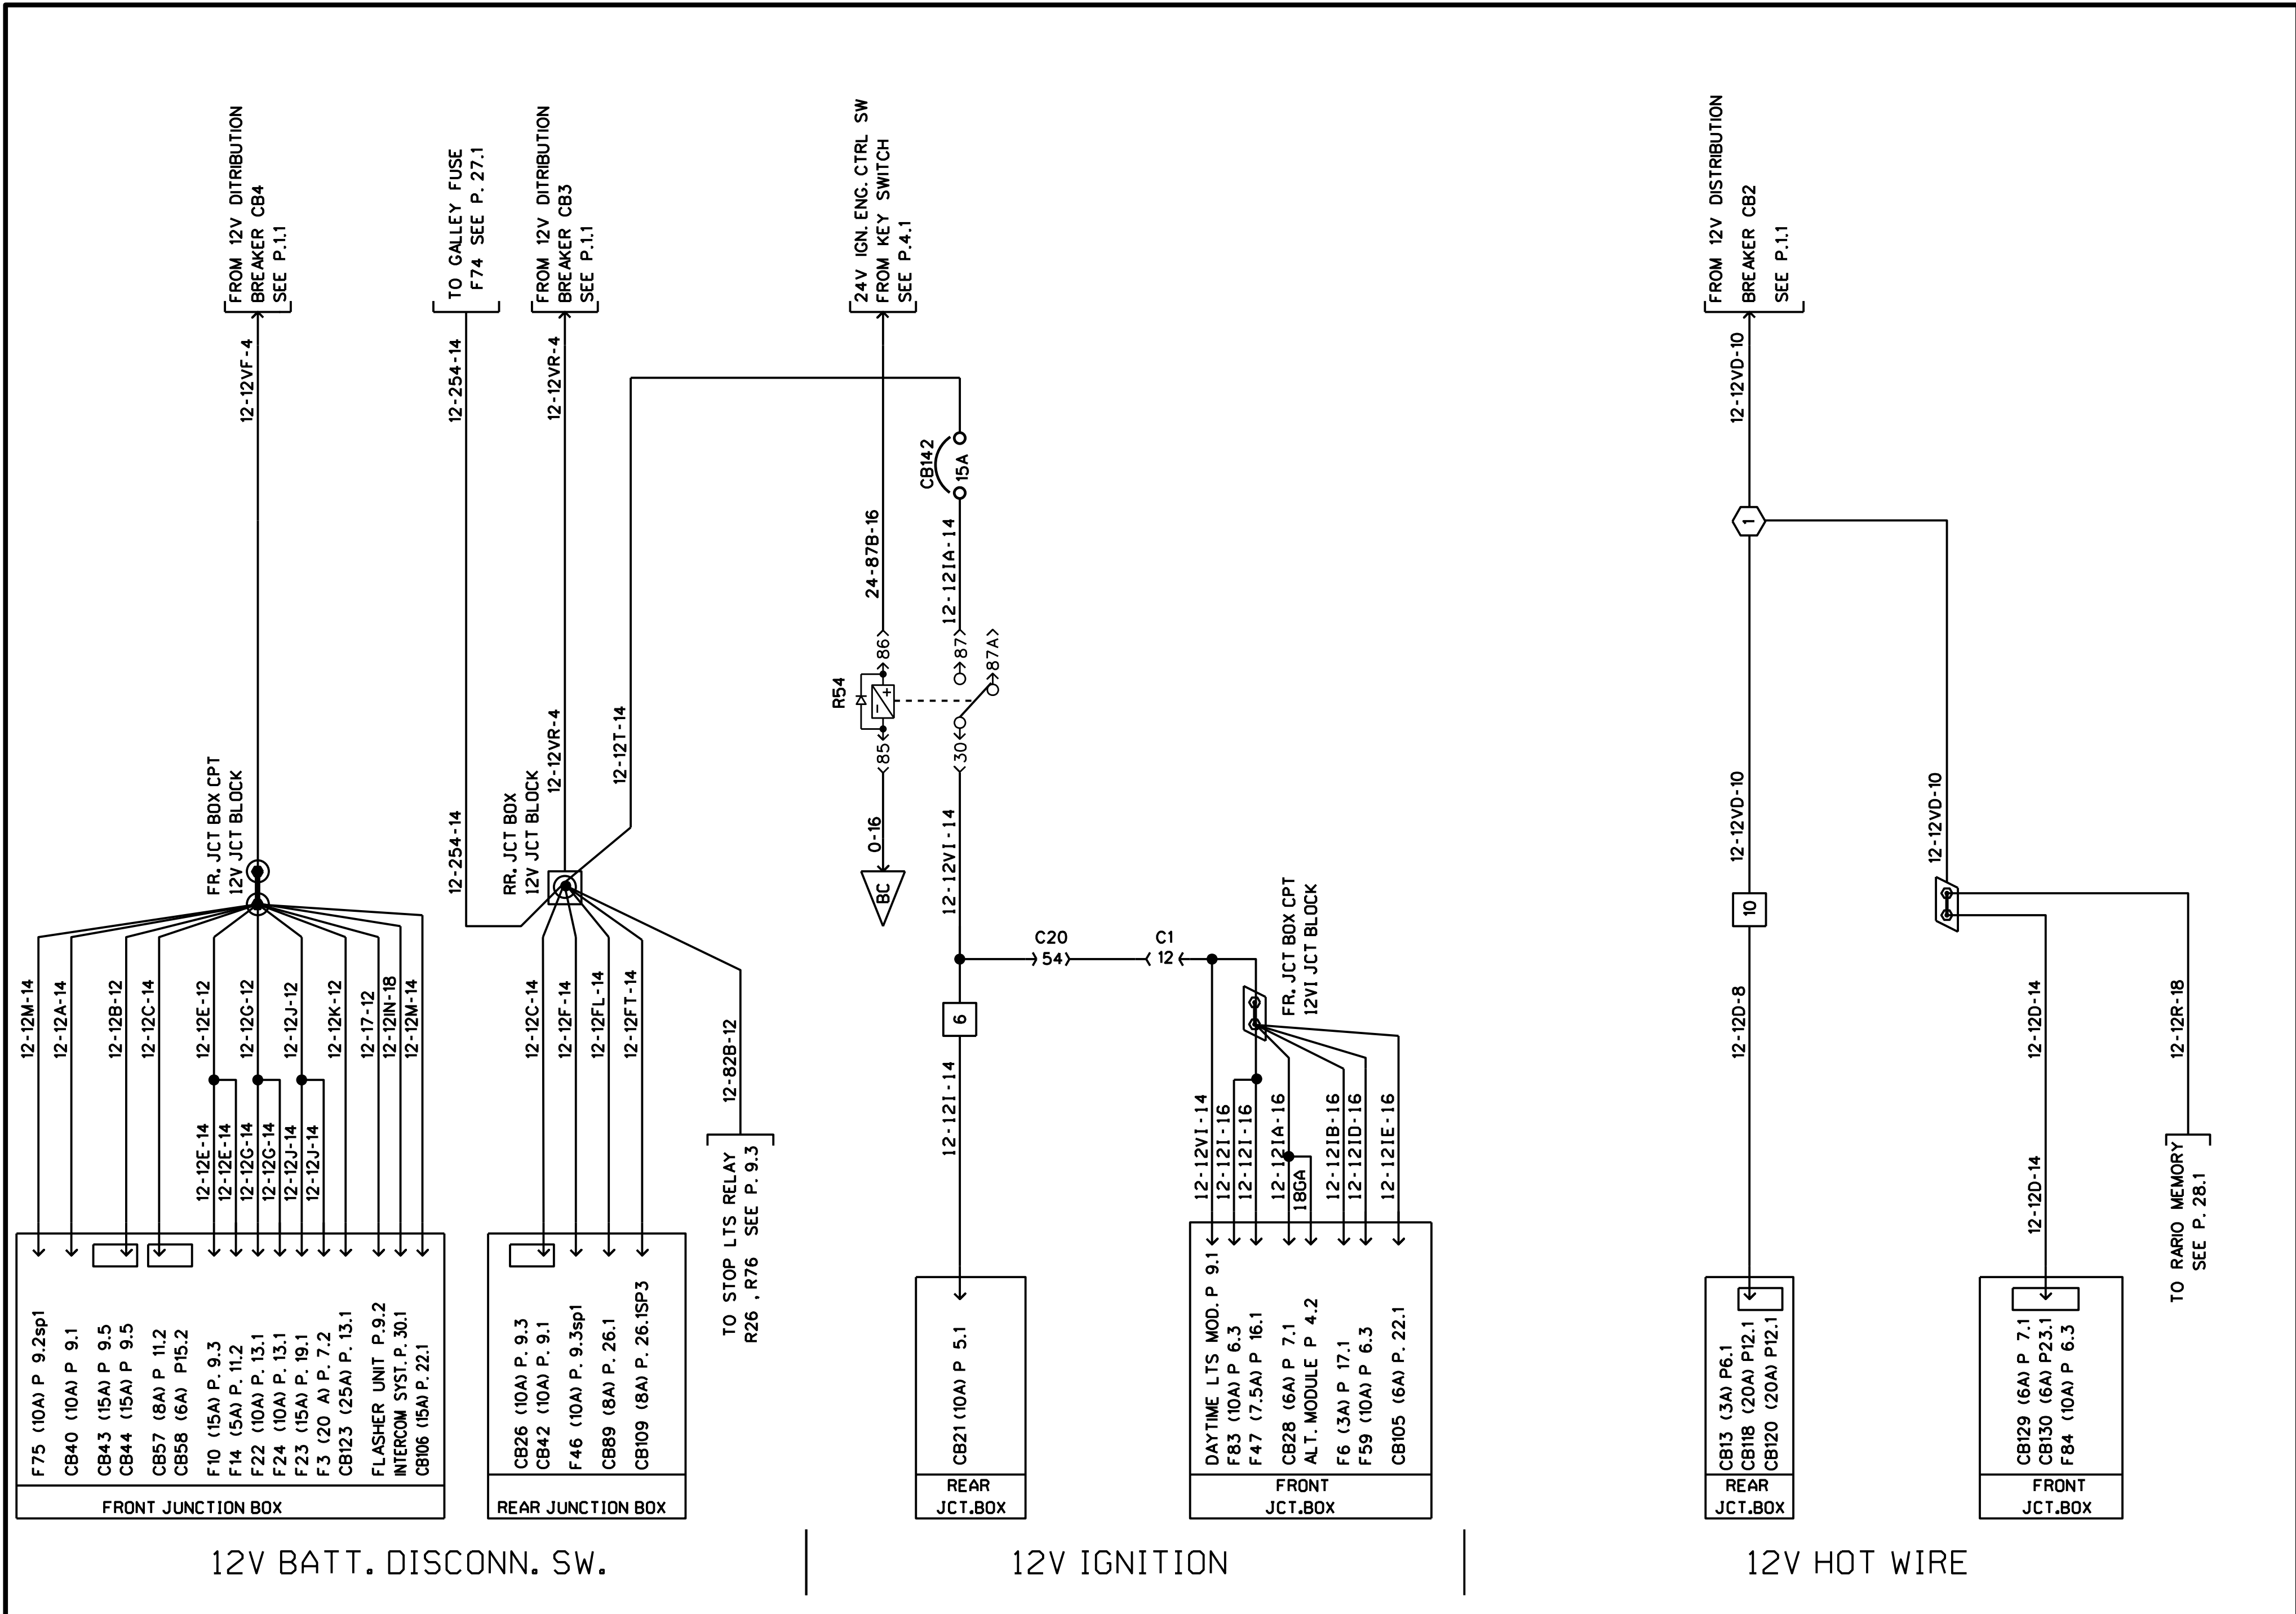 FROM 12V DITRIBUTION
BREAKER CB4
SEE P.1.1
TO GALLEY FUSE
F74 SEE P. 27.1
FROM 12V DITRIBUTION
BREAKER CB3
SEE P.1.1
24V IGN. ENG. CTRL SW
FROM KEY SWITCH
SEE P.4.1
FROM 12V DISTRIBUTION
BREAKER CB2
SEE P.1.1
12-12VF-4
12-254-14
12-12VR-4
12-12VD-10
CB142
15A
24-87B-16
12-12IA-14
1
86
87
87A
R54
- +
85
30
12-12VR-4
12-12T-14
FR. JCT BOX CPT
12V JCT BLOCK
12-254-14
RR. JCT BOX
12V JCT BLOCK
0-16
BC
12-12VI-14
12-12VD-10
12-12VD-10
10
C20
54
C1
12
FR. JCT BOX CPT
12VI JCT BLOCK
6
12-12M-14
12-12A-14
12-12B-12
12-12C-14
12-12E-12
12-12G-12
12-12J-12
12-12K-12
12-17-12
12-12IN-18
12-12M-14
12-12E-14
12-12E-14
12-12G-14
12-12G-14
12-12J-14
12-12J-14
12-12C-14
12-12F-14
12-12FL-14
12-12FT-14
12-82B-12
TO STOP LTS RELAY
R26 , R76 SEE P. 9.3
12-12I-14
12-12VI-14
12-12I-16
12-12I-16
12-12IA-16
18GA
12-12IB-16
12-12ID-16
12-12IE-16
12-12D-8
12-12D-14
12-12D-14
12-12R-18
TO RARIO MEMORY
SEE P. 28.1
F75 (10A) P 9.2sp1
CB40 (10A) P 9.1
CB43 (15A) P 9.5
CB44 (15A) P 9.5
CB57 (8A) P 11.2
CB58 (6A) P15.2
F10 (15A) P. 9.3
F14 (5A) P. 11.2
F22 (10A) P. 13.1
F24 (10A) P. 13.1
F23 (15A) P. 19.1
F3 (20 A) P. 7.2
CB123 (25A) P. 13.1
FLASHER UNIT P.9.2
INTERCOM SYST. P. 30.1
CB106 (15A) P. 22.1
FRONT JUNCTION BOX
CB26 (10A) P. 9.3
CB42 (10A) P. 9.1
F46 (10A) P. 9.3sp1
CB89 (8A) P. 26.1
CB109 (8A) P. 26.1SP3
REAR JUNCTION BOX
CB21 (10A) P 5.1
REAR
JCT.BOX
DAYTIME LTS MOD. P 9.1
F83 (10A) P 6.3
F47 (7.5A) P 16.1
CB28 (6A) P 7.1
ALT. MODULE P 4.2
F6 (3A) P 17.1
F59 (10A) P 6.3
CB105 (6A) P. 22.1
FRONT
JCT.BOX
CB13 (3A) P6.1
CB118 (20A) P12.1
CB120 (20A) P12.1
REAR
JCT.BOX
CB129 (6A) P 7.1
CB130 (6A) P23.1
F84 (10A) P 6.3
FRONT
JCT.BOX
12V BATT. DISCONN. SW.
12V IGNITION
12V HOT WIRE